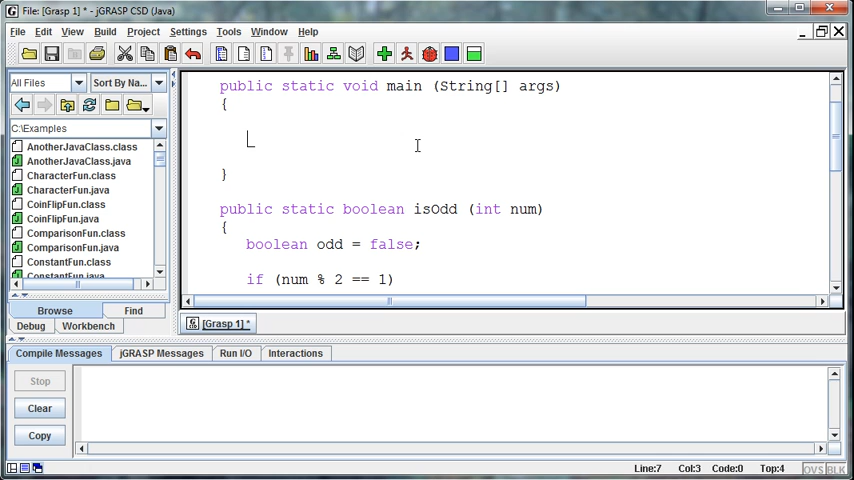 File: [Grasp 1] * - jGRASP CSD (Java)
File Edit View Build Project Settings Tools Window Help
All Files Sort By Na...
C:\Examples
AnotherJavaClass.class
AnotherJavaClass.java
CharacterFun.class
CharacterFun.java
CoinFlipFun.class
CoinFlipFun.java
ComparisonFun.class
ComparisonFun.java
ConstantFun.class
ConstantFun.java
Browse Find
Debug Workbench
public static void main (String[] args)
{
}
public static boolean isOdd (int num)
{
boolean odd = false;
if (num % 2 == 1)
[Grasp 1] *
Compile Messages jGRASP Messages Run I/O Interactions
Stop
Clear
Copy
Line:7 Col:3 Code:0 Top:4 OVS BLK